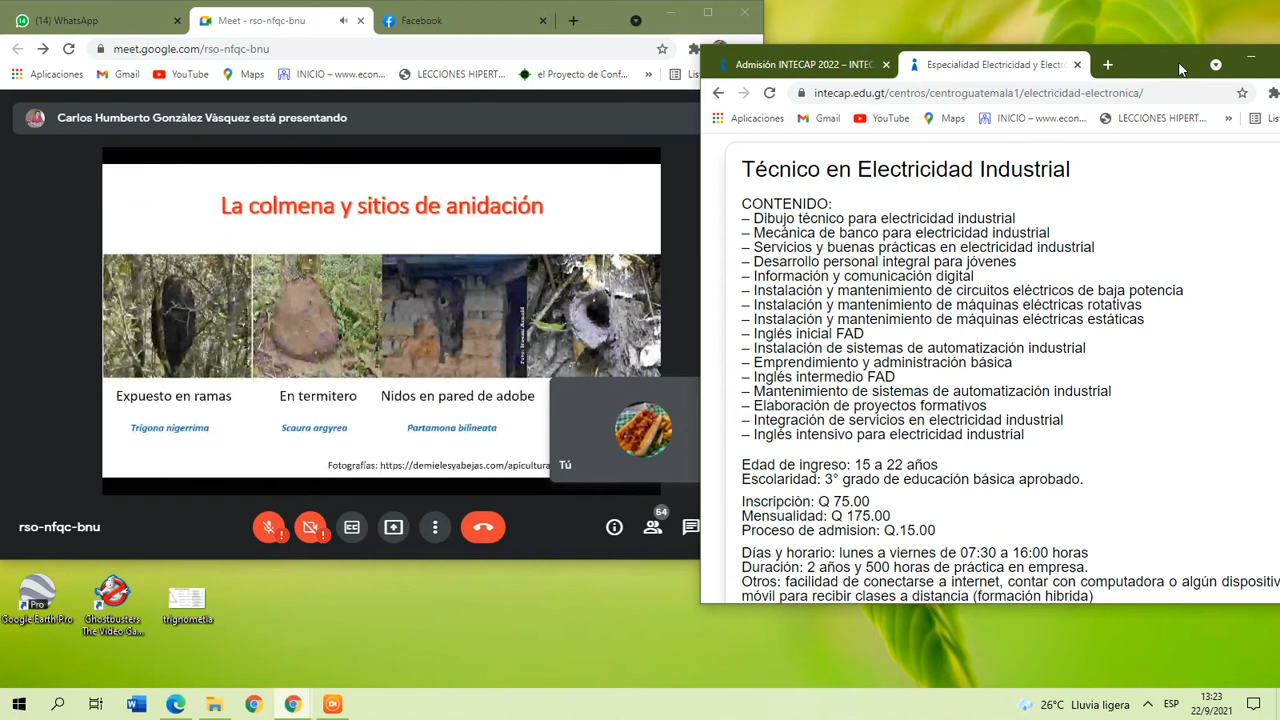 (14) WhatsApp
Meet - rso-nfqc-bnu
Facebook
meet.google.com/rso-nfqc-bnu
Aplicaciones
Gmail
YouTube
Maps
INICIO – www.econ...
LECCIONES HIPERT...
el Proyecto de Conf...
»
Carlos Humberto Gonzàlez Vàsquez está presentando
La colmena y sitios de anidación
Expuesto en ramas
En termitero
Nidos en pared de adobe
Trigona nigerrima
Scaura argyrea
Partamona bilineata
Fotografías: https://demielesyabejas.com/apicultura
Tú
rso-nfqc-bnu
54
Admisión INTECAP 2022 – INTEC
Especialidad Electricidad y Electro
intecap.edu.gt/centros/centroguatemala1/electricidad-electronica/
Aplicaciones
Gmail
YouTube
Maps
INICIO – www.econ...
LECCIONES HIPERT...
»
Técnico en Electricidad Industrial
CONTENIDO:
– Dibujo técnico para electricidad industrial
– Mecánica de banco para electricidad industrial
– Servicios y buenas prácticas en electricidad industrial
– Desarrollo personal integral para jóvenes
– Información y comunicación digital
– Instalación y mantenimiento de circuitos eléctricos de baja potencia
– Instalación y mantenimiento de máquinas eléctricas rotativas
– Instalación y mantenimiento de máquinas eléctricas estáticas
– Inglés inicial FAD
– Instalación de sistemas de automatización industrial
– Emprendimiento y administración básica
– Inglés intermedio FAD
– Mantenimiento de sistemas de automatización industrial
– Elaboración de proyectos formativos
– Integración de servicios en electricidad industrial
– Inglés intensivo para electricidad industrial
Edad de ingreso: 15 a 22 años
Escolaridad: 3° grado de educación básica aprobado.
Inscripción: Q 75.00
Mensualidad: Q 175.00
Proceso de admision: Q.15.00
Días y horario: lunes a viernes de 07:30 a 16:00 horas
Duración: 2 años y 500 horas de práctica en empresa.
Otros: facilidad de conectarse a internet, contar con computadora o algún dispositiv
móvil para recibir clases a distancia (formación hibrida)
Google Earth Pro
Ghostbusters
The Video Ga...
trignometia
26°C Lluvia ligera
ESP
13:23
22/9/2021